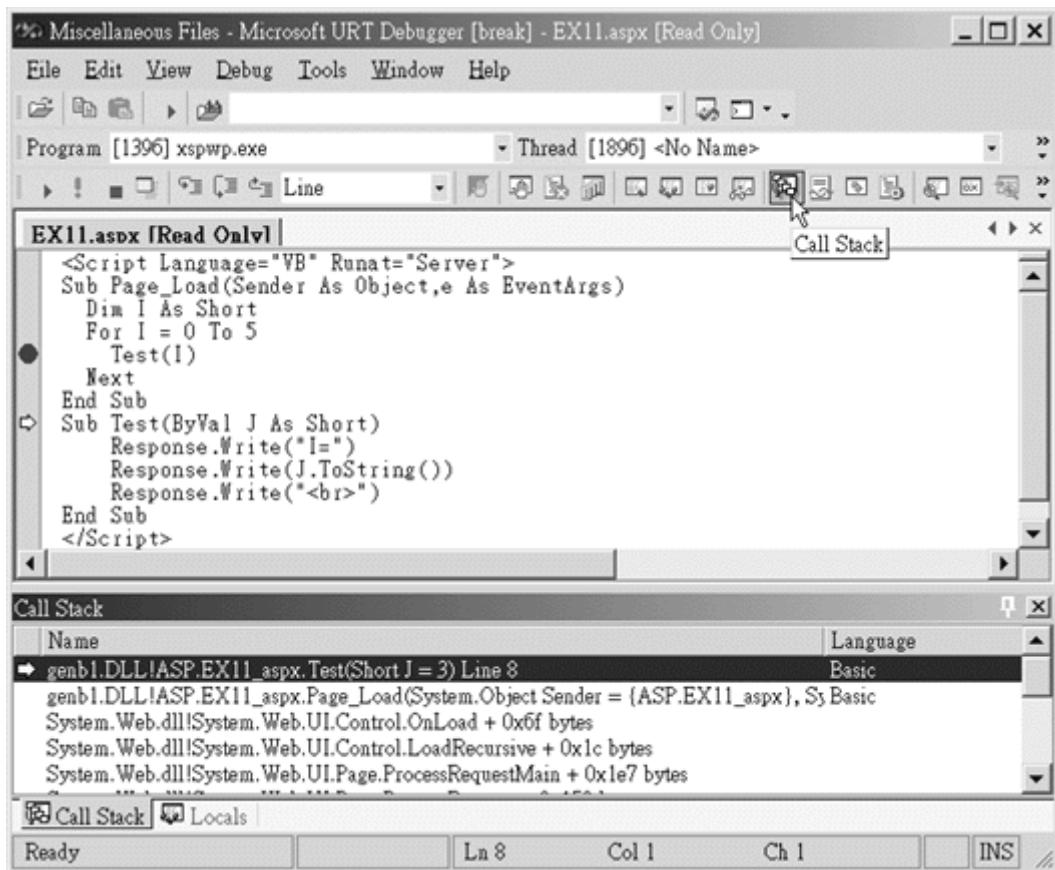 Miscellaneous Files - Microsoft URT Debugger [break] - EX11.aspx [Read Only]
File Edit View Debug Tools Window Help
Program [1396] xspwp.exe Thread [1896] <No Name>
Line
Call Stack
EX11.aspx [Read Only]
<Script Language="VB" Runat="Server">
Sub Page_Load(Sender As Object,e As EventArgs)
Dim I As Short
For I = 0 To 5
Test(I)
Next
End Sub
Sub Test(ByVal J As Short)
Response.Write("I=")
Response.Write(J.ToString())
Response.Write("<br>")
End Sub
</Script>
Call Stack
Name Language
genb1.DLL!ASP.EX11_aspx.Test(Short J = 3) Line 8 Basic
genb1.DLL!ASP.EX11_aspx.Page_Load(System.Object Sender = {ASP.EX11_aspx}, Sy Basic
System.Web.dll!System.Web.UI.Control.OnLoad + 0x6f bytes
System.Web.dll!System.Web.UI.Control.LoadRecursive + 0x1c bytes
System.Web.dll!System.Web.UI.Page.ProcessRequestMain + 0x1e7 bytes
Call Stack Locals
Ready Ln 8 Col 1 Ch 1 INS